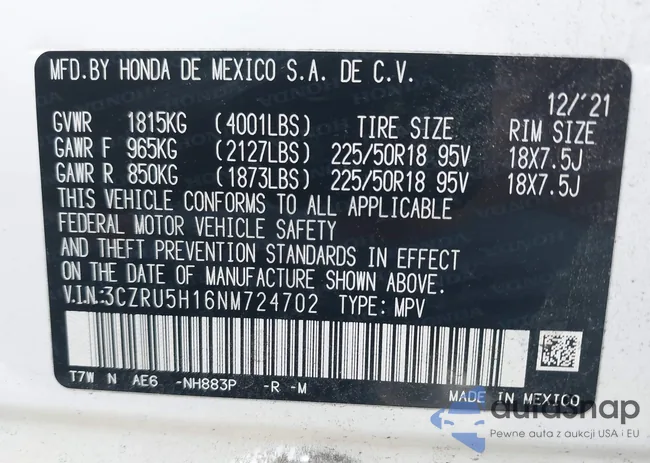 MFD.BY HONDA DE MEXICO S.A. DE C.V.
12/'21
GVWR 1815KG (4001LBS) TIRE SIZE RIM SIZE
GAWR F 965KG (2127LBS) 225/50R18 95V 18X7.5J
GAWR R 850KG (1873LBS) 225/50R18 95V 18X7.5J
THIS VEHICLE CONFORMS TO ALL APPLICABLE
FEDERAL MOTOR VEHICLE SAFETY
AND THEFT PREVENTION STANDARDS IN EFFECT
ON THE DATE OF MANUFACTURE SHOWN ABOVE.
V.I.N:3CZRU5H16NM724702 TYPE: MPV
T7W N AE6 -NH883P -R -M
MADE IN MEXICO
autosnap
Pewne auta z aukcji USA i EU